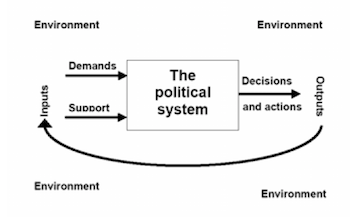 Environment
Environment
Demands
Support
Inputs
The
political
system
Decisions
and actions
Outputs
Environment
Environment